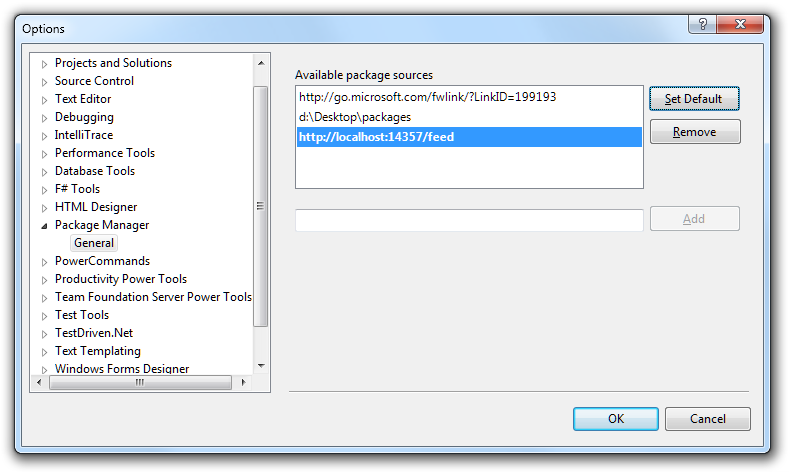 Options
Projects and Solutions
Source Control
Text Editor
Debugging
IntelliTrace
Performance Tools
Database Tools
F# Tools
HTML Designer
Package Manager
General
PowerCommands
Productivity Power Tools
Team Foundation Server Power Tools
Test Tools
TestDriven.Net
Text Templating
Windows Forms Designer
Available package sources
http://go.microsoft.com/fwlink/?LinkID=199193
d:\Desktop\packages
http://localhost:14357/feed
Set Default
Remove
Add
OK
Cancel